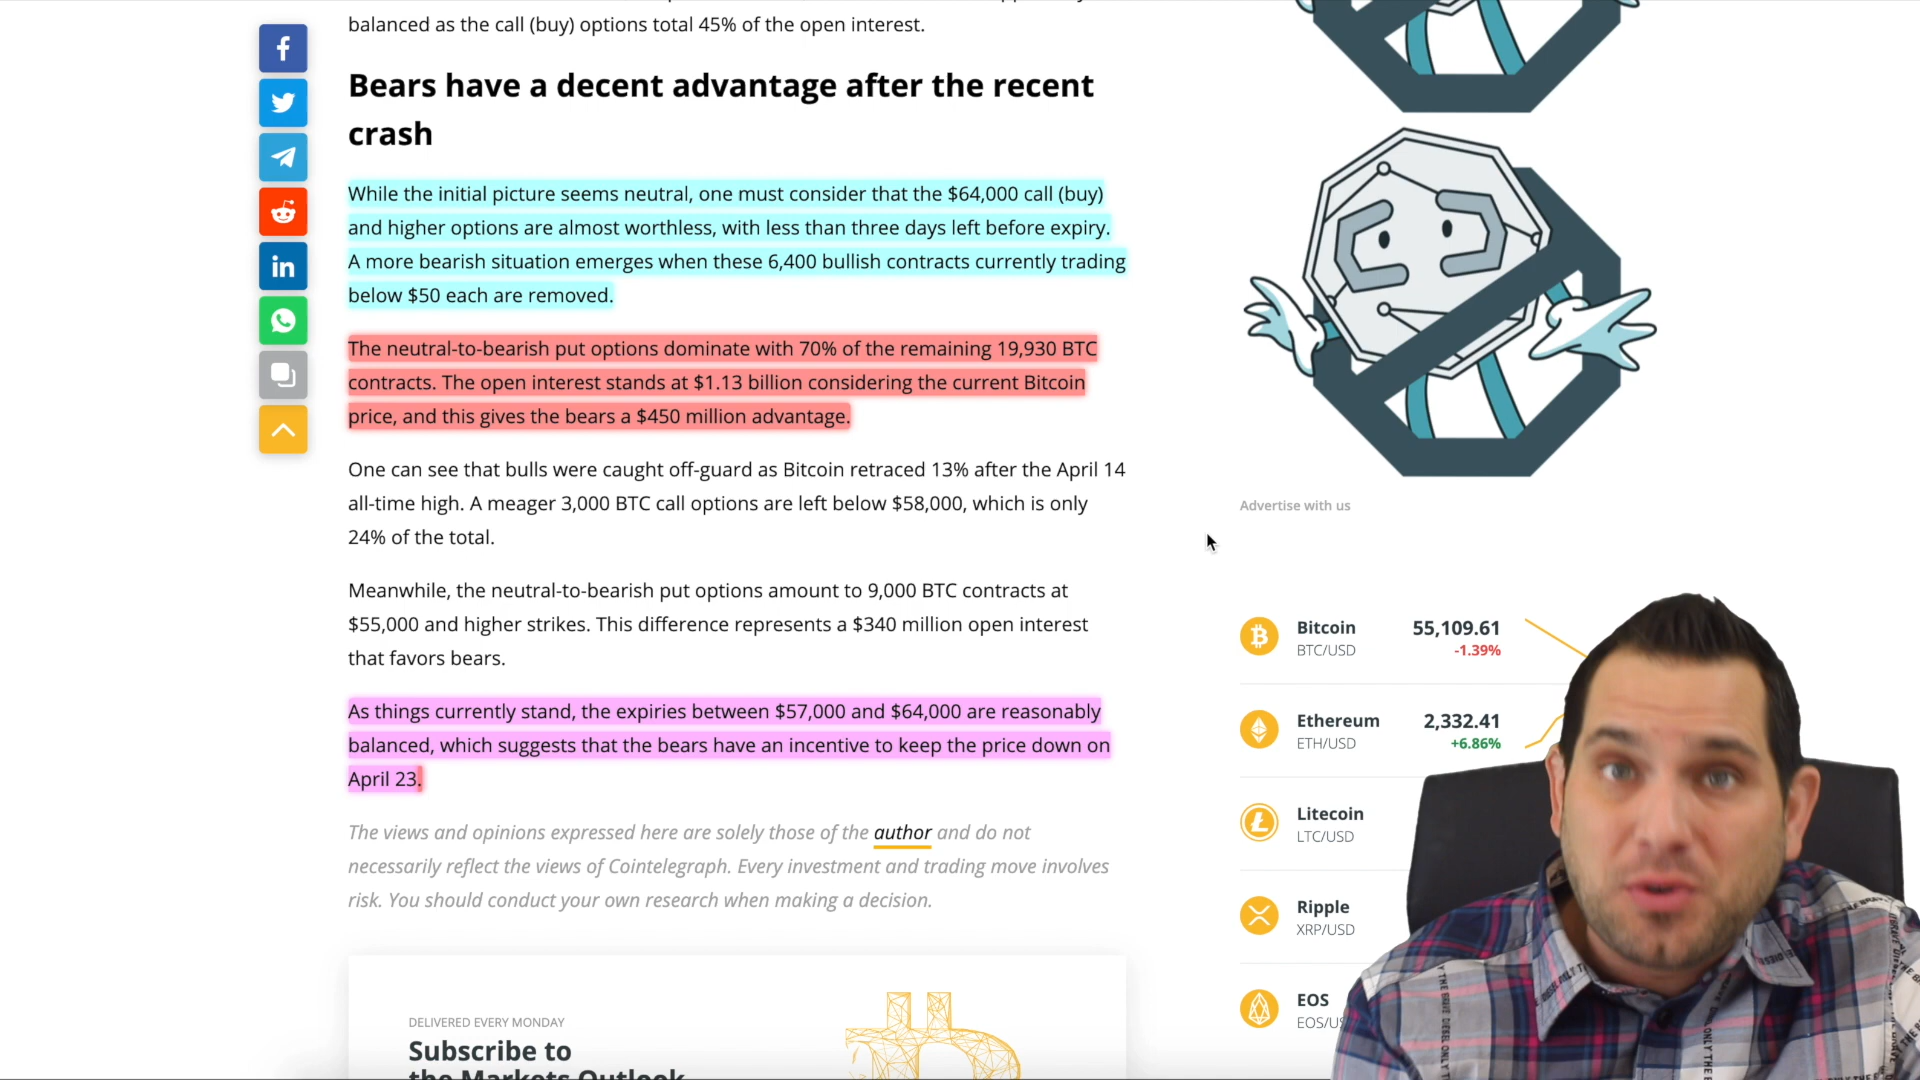 balanced as the call (buy) options total 45% of the open interest.
Bears have a decent advantage after the recent
crash
While the initial picture seems neutral, one must consider that the $64,000 call (buy)
and higher options are almost worthless, with less than three days left before expiry.
A more bearish situation emerges when these 6,400 bullish contracts currently trading
below $50 each are removed.
The neutral-to-bearish put options dominate with 70% of the remaining 19,930 BTC
contracts. The open interest stands at $1.13 billion considering the current Bitcoin
price, and this gives the bears a $450 million advantage.
One can see that bulls were caught off-guard as Bitcoin retraced 13% after the April 14
all-time high. A meager 3,000 BTC call options are left below $58,000, which is only
24% of the total.
Meanwhile, the neutral-to-bearish put options amount to 9,000 BTC contracts at
$55,000 and higher strikes. This difference represents a $340 million open interest
that favors bears.
As things currently stand, the expiries between $57,000 and $64,000 are reasonably
balanced, which suggests that the bears have an incentive to keep the price down on
April 23.
The views and opinions expressed here are solely those of the author and do not
necessarily reflect the views of Cointelegraph. Every investment and trading move involves
risk. You should conduct your own research when making a decision.
DELIVERED EVERY MONDAY
Subscribe to
the Markets Outlook
Advertise with us
Bitcoin 55,109.61
BTC/USD -1.39%
Ethereum 2,332.41
ETH/USD +6.86%
Litecoin
LTC/USD
Ripple
XRP/USD
EOS
EOS/US